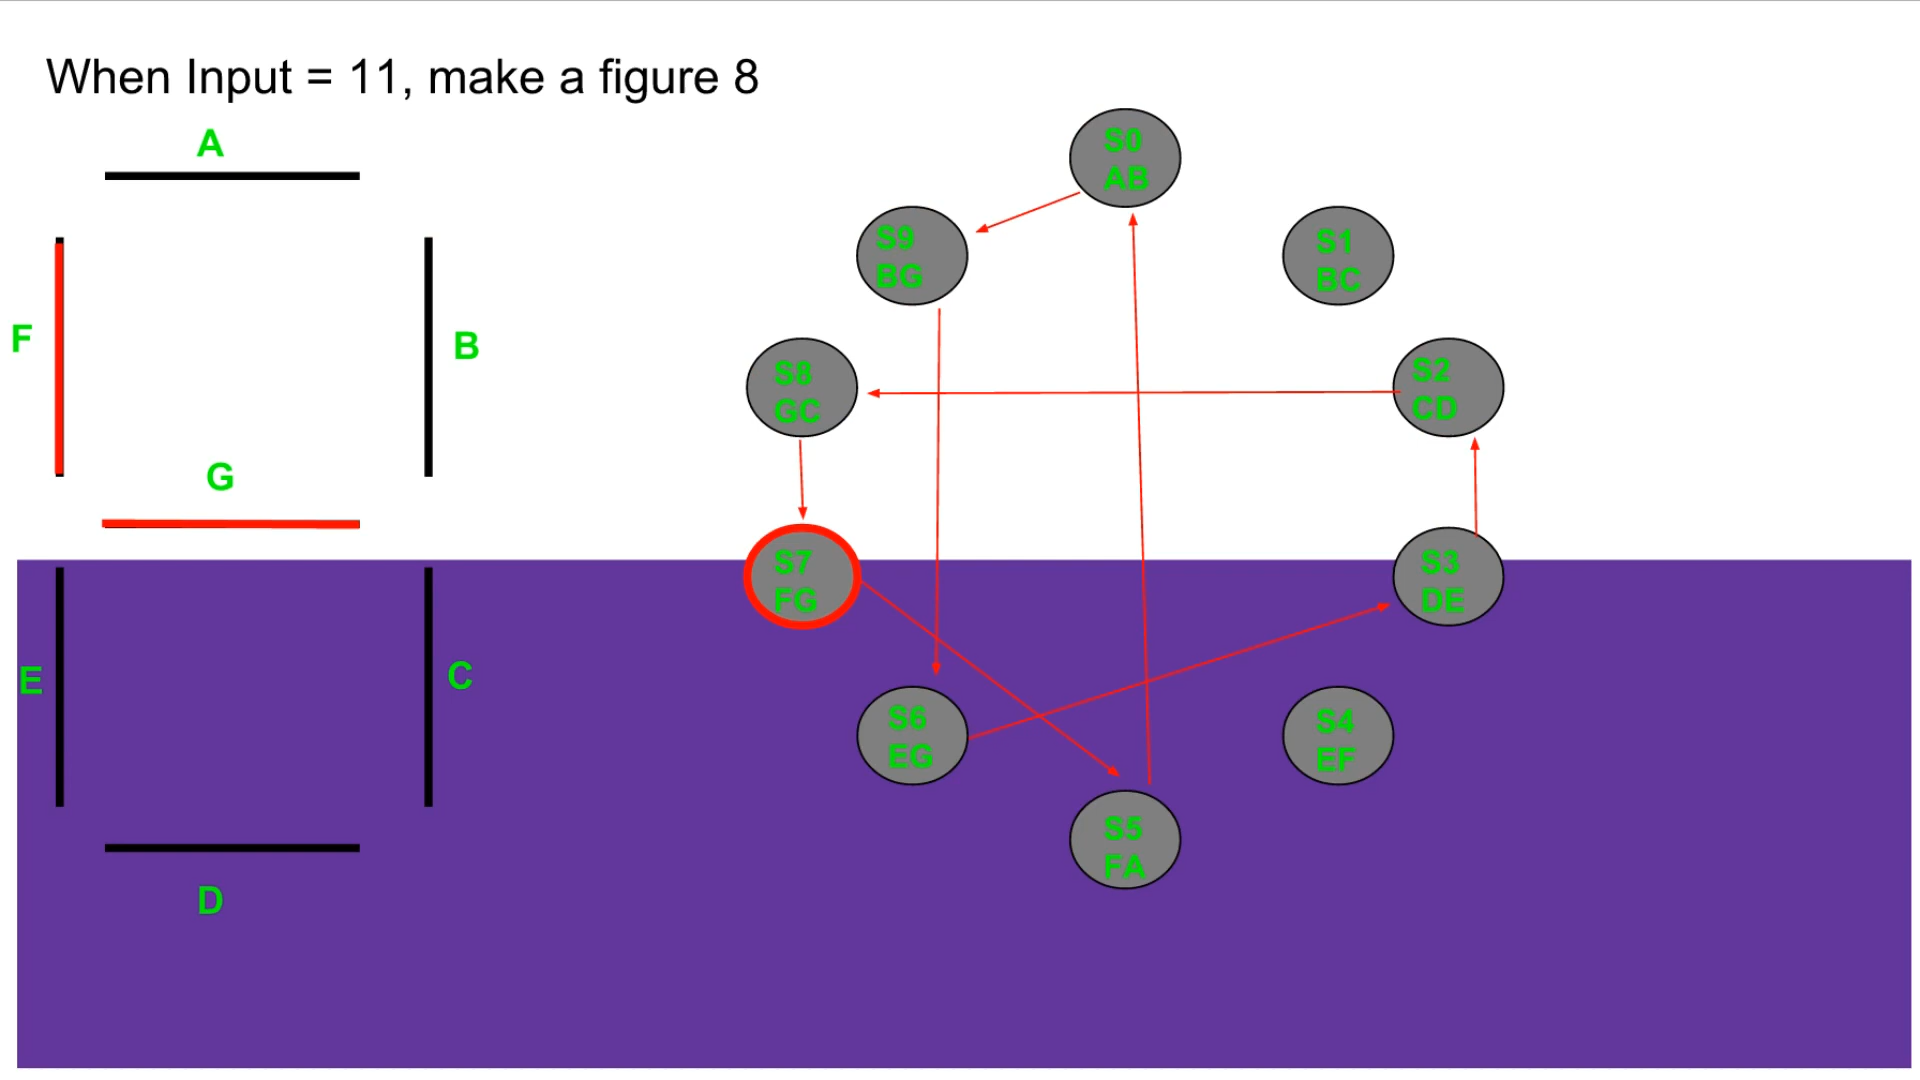 When Input = 11, make a figure 8
A
F
B
G
E
C
D
S0
AB
S9
BG
S1
BC
S8
GC
S2
CD
S7
FG
S3
DE
S6
EG
S4
EF
S5
FA